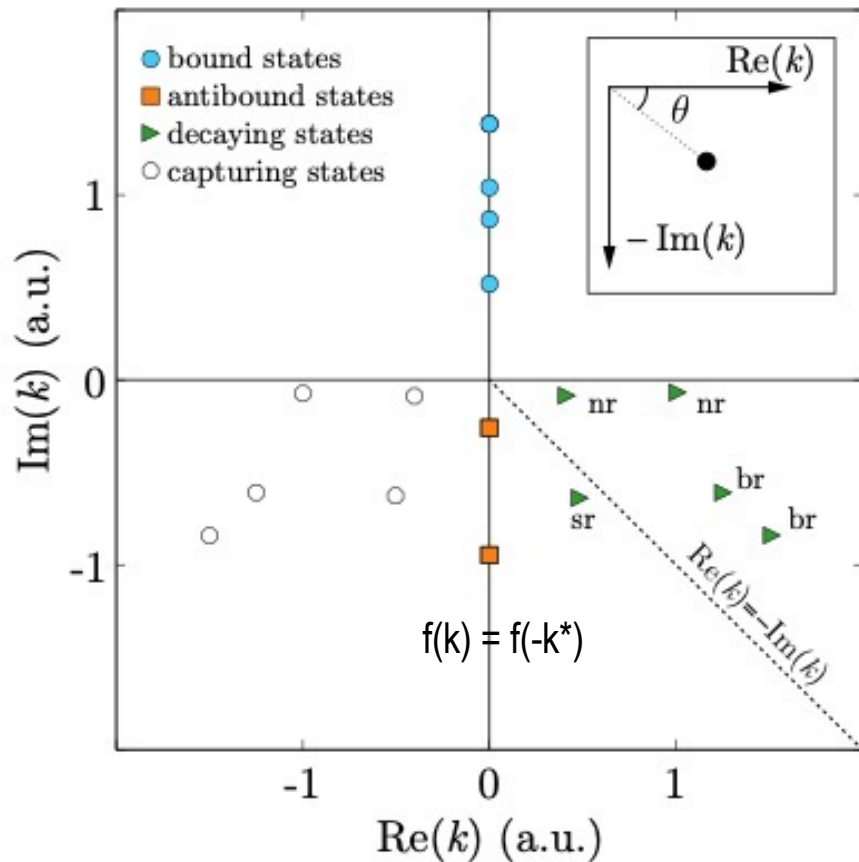 bound states
antibound states
decaying states
capturing states
Re(k)
θ
− Im(k)
1
0
-1
Im(k) (a.u.)
nr
nr
br
sr
br
Re(k)=−Im(k)
f(k) = f(-k*)
-1
0
1
Re(k) (a.u.)